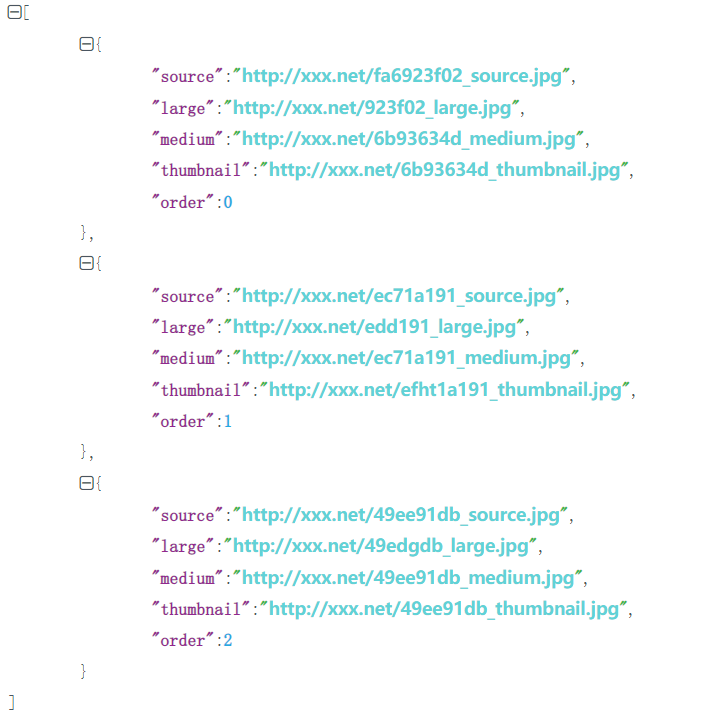 [
{
"source":"http://xxx.net/fa6923f02_source.jpg",
"large":"http://xxx.net/923f02_large.jpg",
"medium":"http://xxx.net/6b93634d_medium.jpg",
"thumbnail":"http://xxx.net/6b93634d_thumbnail.jpg",
"order":0
},
{
"source":"http://xxx.net/ec71a191_source.jpg",
"large":"http://xxx.net/edd191_large.jpg",
"medium":"http://xxx.net/ec71a191_medium.jpg",
"thumbnail":"http://xxx.net/efht1a191_thumbnail.jpg",
"order":1
},
{
"source":"http://xxx.net/49ee91db_source.jpg",
"large":"http://xxx.net/49edgdb_large.jpg",
"medium":"http://xxx.net/49ee91db_medium.jpg",
"thumbnail":"http://xxx.net/49ee91db_thumbnail.jpg",
"order":2
}
]